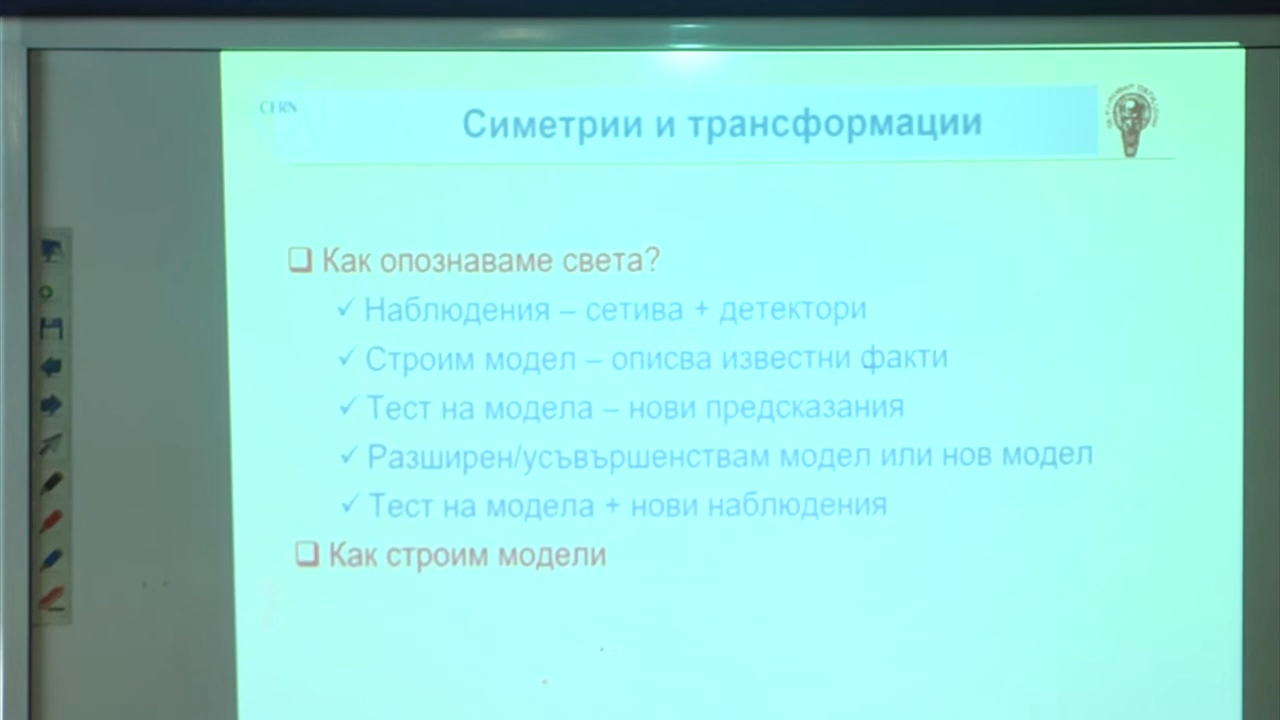 CERN
Симетрии и трансформации
Как опознаваме света?
Наблюдения – сетива + детектори
Строим модел – описва известни факти
Тест на модела – нови предсказания
Разширен/усъвършенствам модел или нов модел
Тест на модела + нови наблюдения
Как строим модели